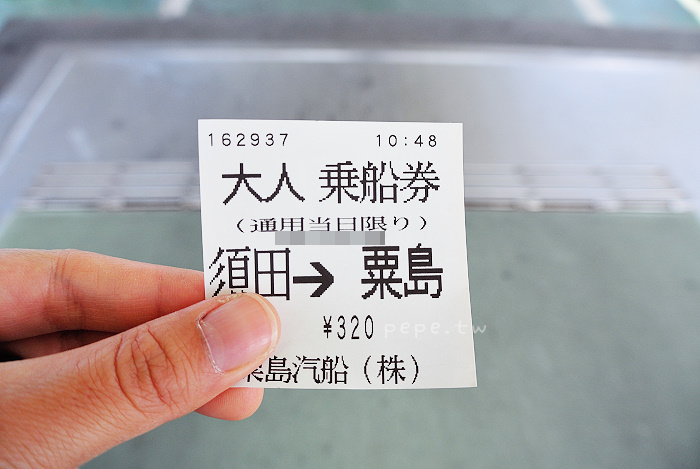 162937 10:48
大人 乗船券
(通用当日限り)
須田→ 粟島
¥320
粟島汽船(株)
pepe.tw